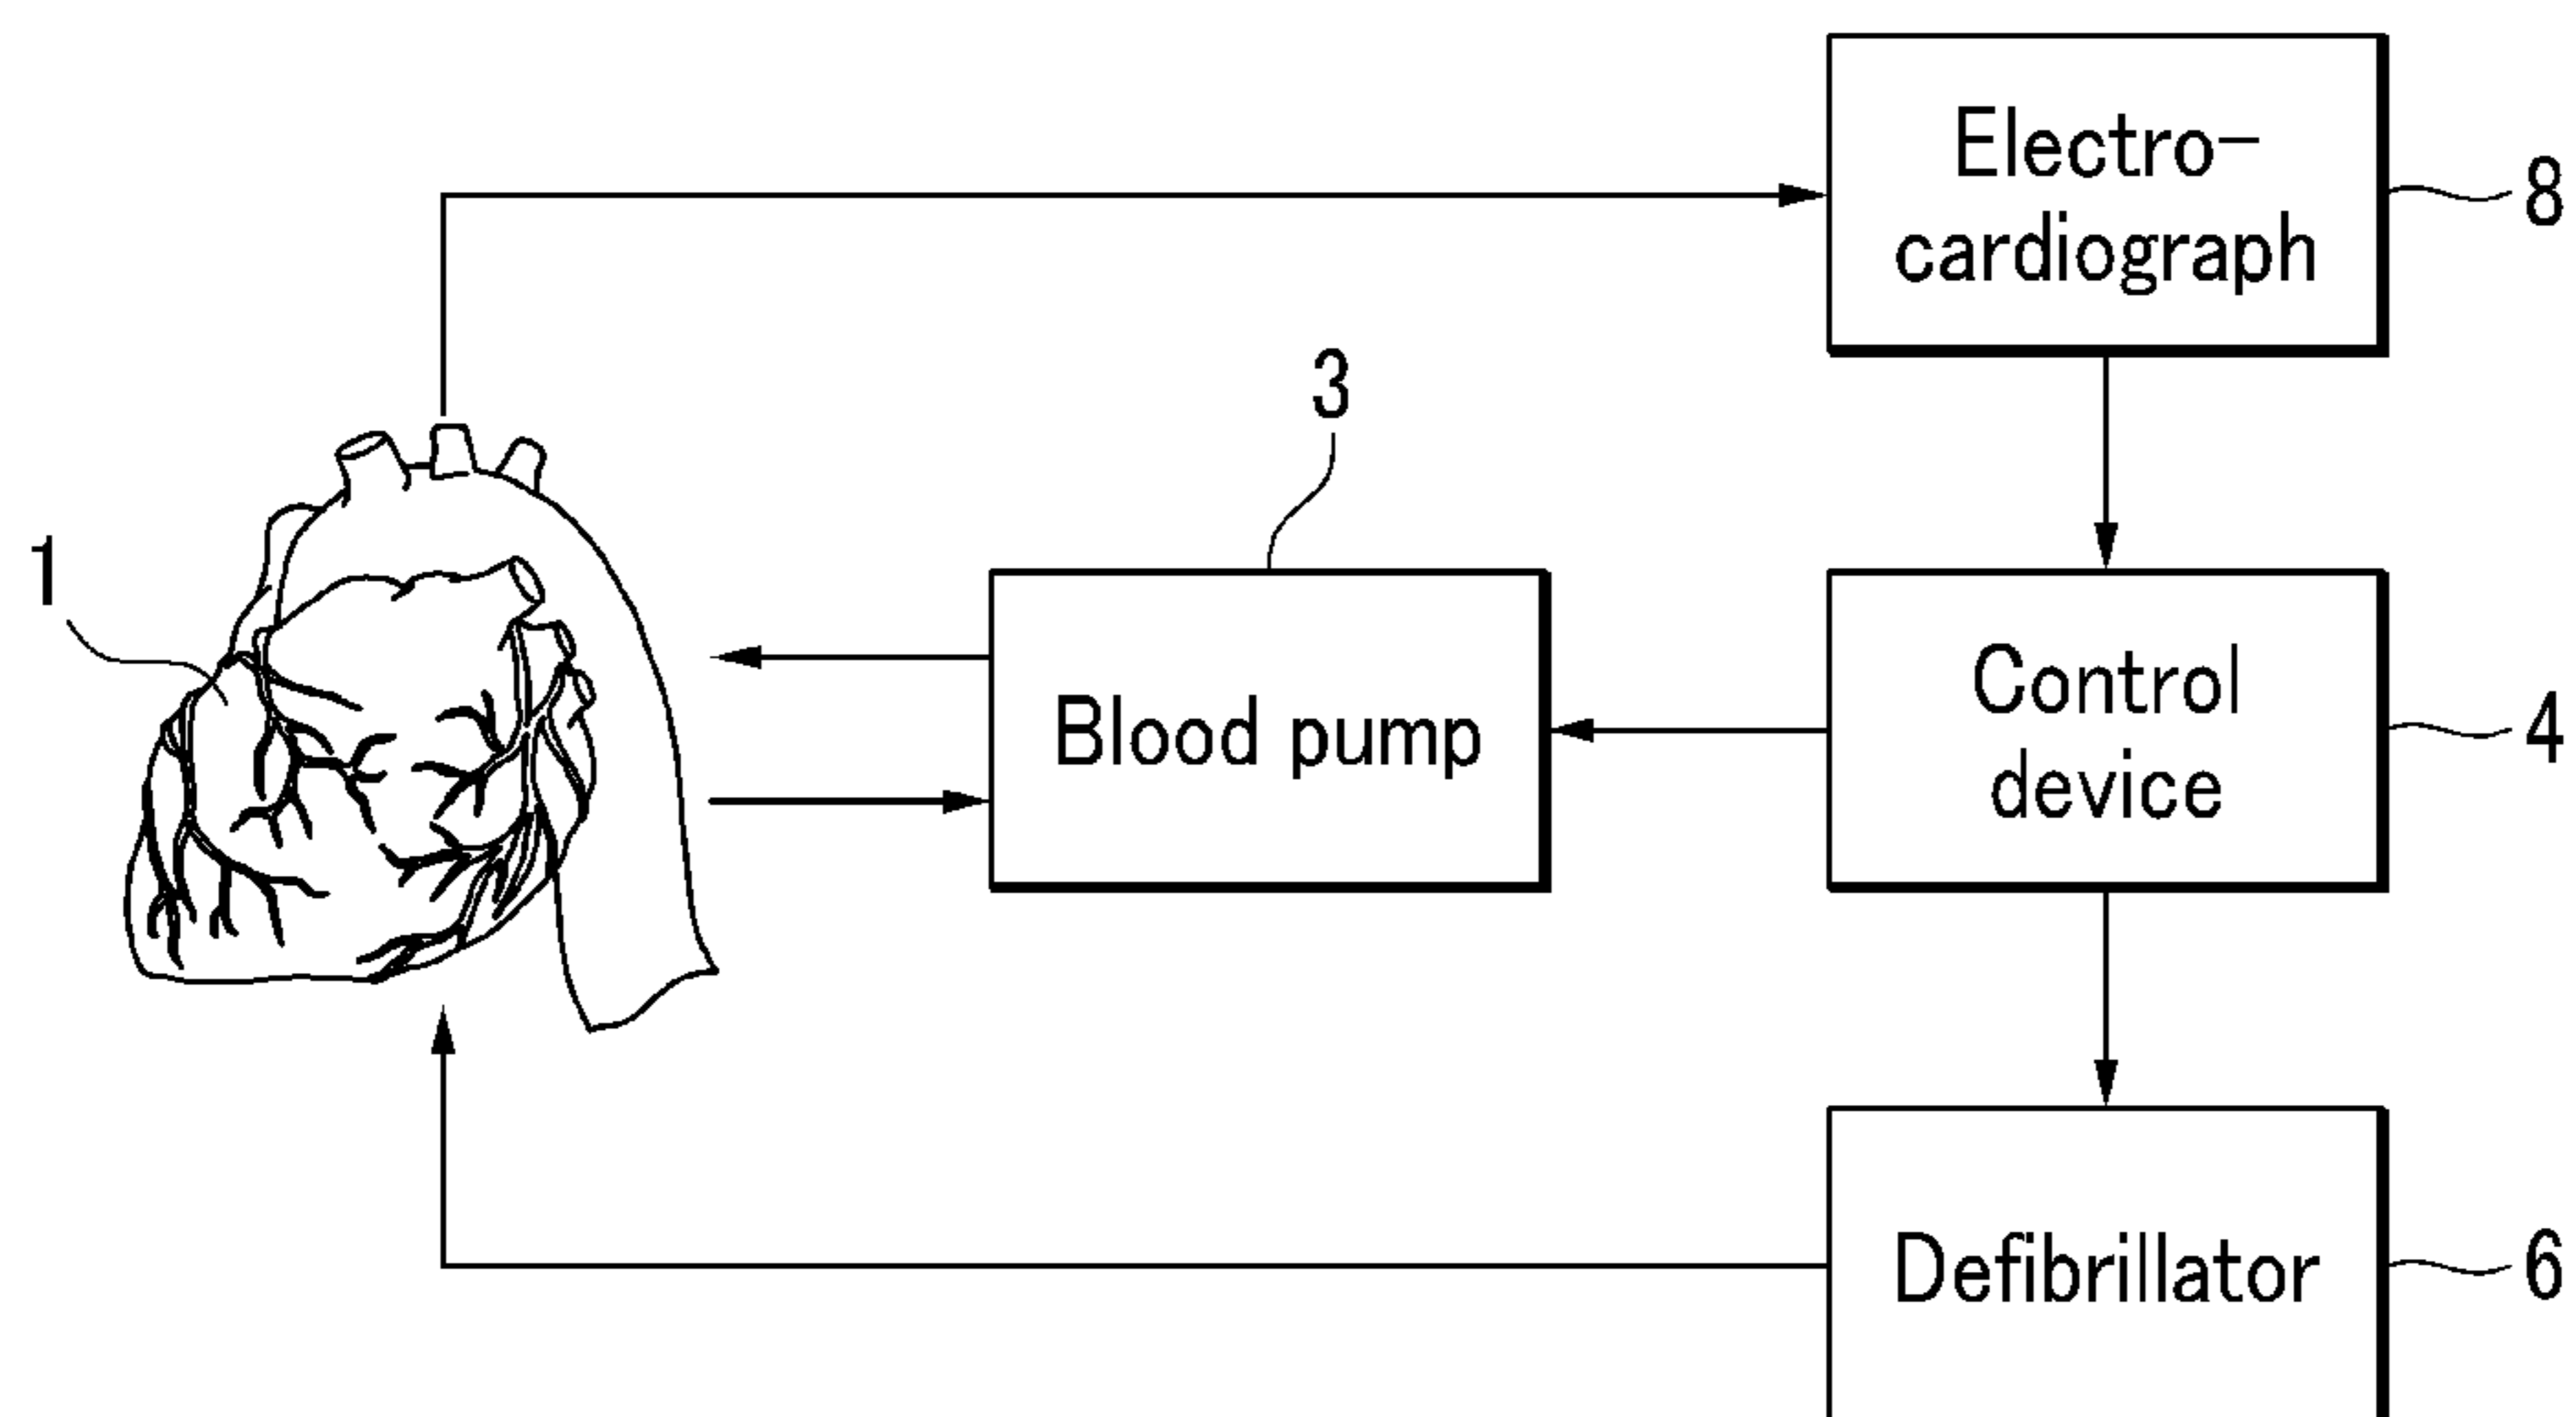 Electro-
cardiograph
8
3
1
Blood pump
Control
device
4
Defibrillator
6